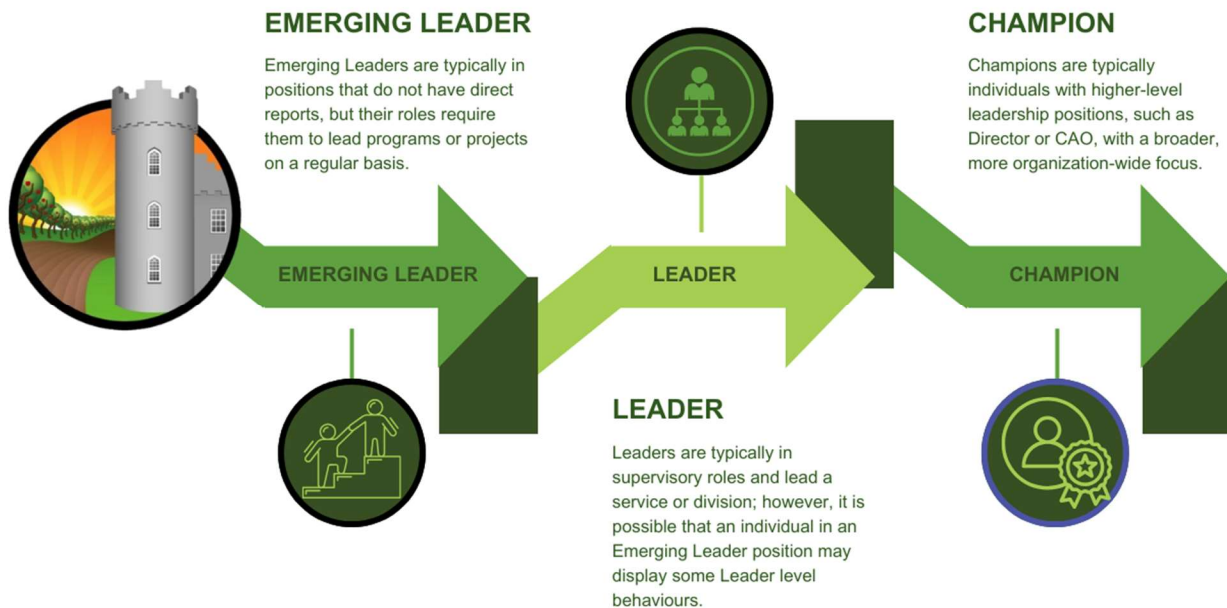 EMERGING LEADER
Emerging Leaders are typically in
positions that do not have direct
reports, but their roles require
them to lead programs or projects
on a regular basis.
CHAMPION
Champions are typically
individuals with higher-level
leadership positions, such as
Director or CAO, with a broader,
more organization-wide focus.
EMERGING LEADER
LEADER
CHAMPION
LEADER
Leaders are typically in
supervisory roles and lead a
service or division; however, it is
possible that an individual in an
Emerging Leader position may
display some Leader level
behaviours.